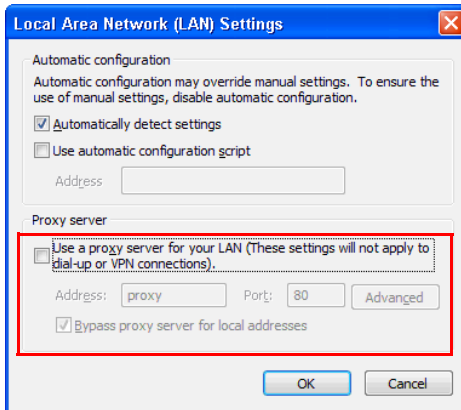 Local Area Network (LAN) Settings
Automatic configuration
Automatic configuration may override manual settings. To ensure the
use of manual settings, disable automatic configuration.
Automatically detect settings
Use automatic configuration script
Address
Proxy server
Use a proxy server for your LAN (These settings will not apply to
dial-up or VPN connections).
Address: proxy Port: 80 Advanced
Bypass proxy server for local addresses
OK Cancel